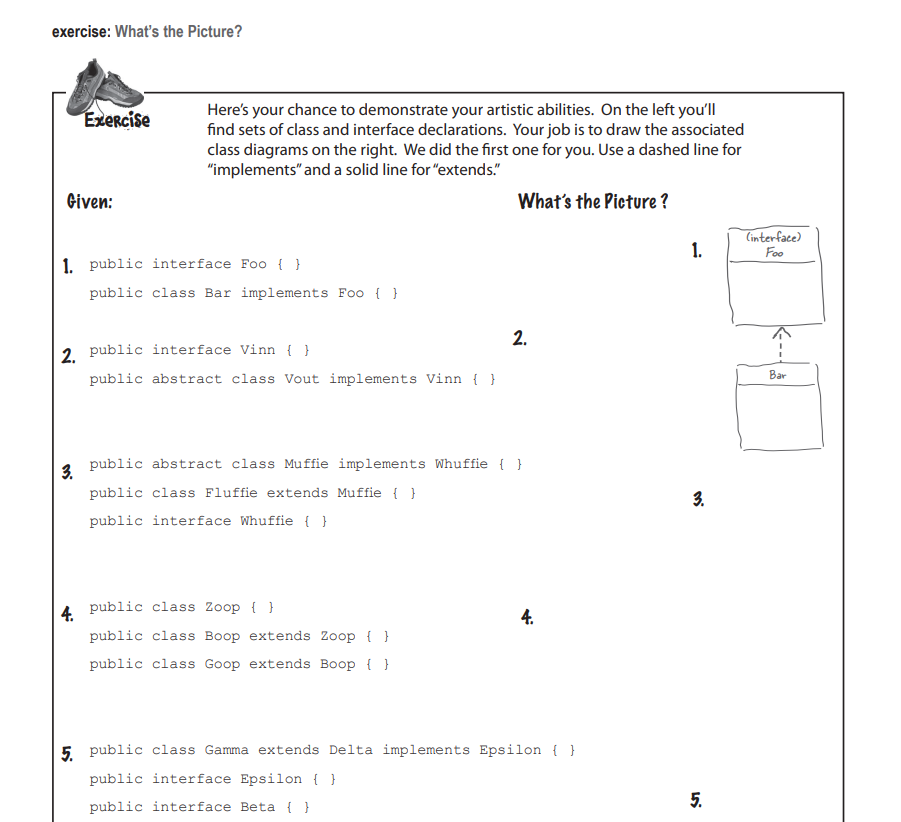 exercise: What's the Picture?
Exercise
Here's your chance to demonstrate your artistic abilities. On the left you'll
find sets of class and interface declarations. Your job is to draw the associated
class diagrams on the right. We did the first one for you. Use a dashed line for
"implements" and a solid line for "extends."
Given:
What's the Picture ?
1. public interface Foo { }
public class Bar implements Foo { }
1.
(interface)
Foo
Bar
2. public interface Vinn { }
public abstract class Vout implements Vinn { }
2.
3. public abstract class Muffie implements Whuffie { }
public class Fluffie extends Muffie { }
public interface Whuffie { }
3.
4. public class Zoop { }
public class Boop extends Zoop { }
public class Goop extends Boop { }
4.
5. public class Gamma extends Delta implements Epsilon { }
public interface Epsilon { }
public interface Beta { }
5.